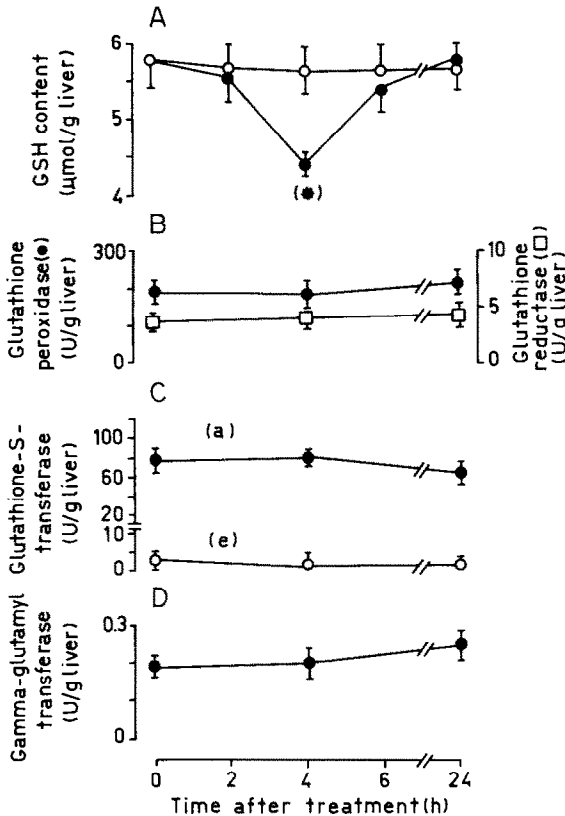 A
GSH content
(μmol/g liver)
6
5
4
(✱)
B
Glutathione
peroxidase(●)
(U/g liver)
300
0
10
5
0
Glutathione
reductase(□)
(U/g liver)
C
Glutathione-S-
transferase
(U/g liver)
100
60
20
10
0
(a)
(e)
D
Gamma-glutamyl
transferase
(U/g liver)
0.3
0
0 2 4 6 24
Time after treatment(h)